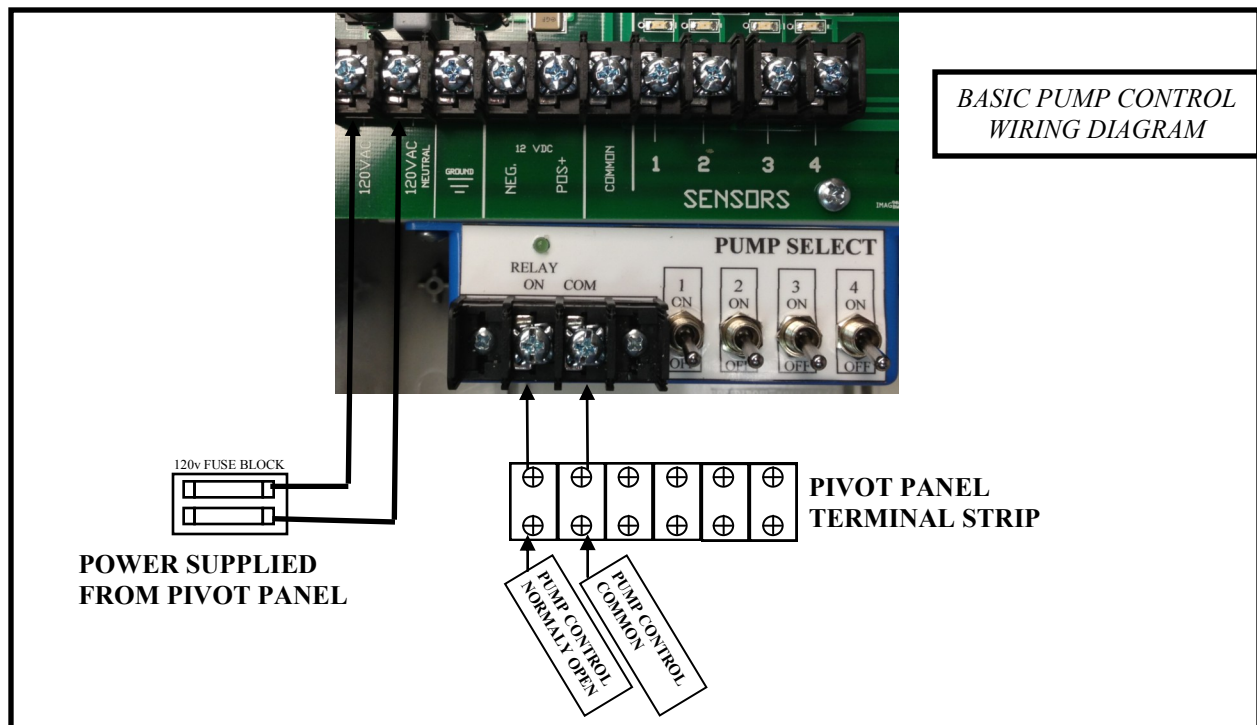 BASIC PUMP CONTROL
WIRING DIAGRAM
120VAC
120VAC
NEUTRAL
GROUND
12 VDC
NEG.
POS+
COMMON
1 2 3 4
SENSORS
PUMP SELECT
RELAY
ON COM
1 2 3 4
ON ON ON ON
OFF OFF OFF OFF
120v FUSE BLOCK
POWER SUPPLIED
FROM PIVOT PANEL
PIVOT PANEL
TERMINAL STRIP
PUMP CONTROL
NORMALY OPEN
PUMP CONTROL
COMMON